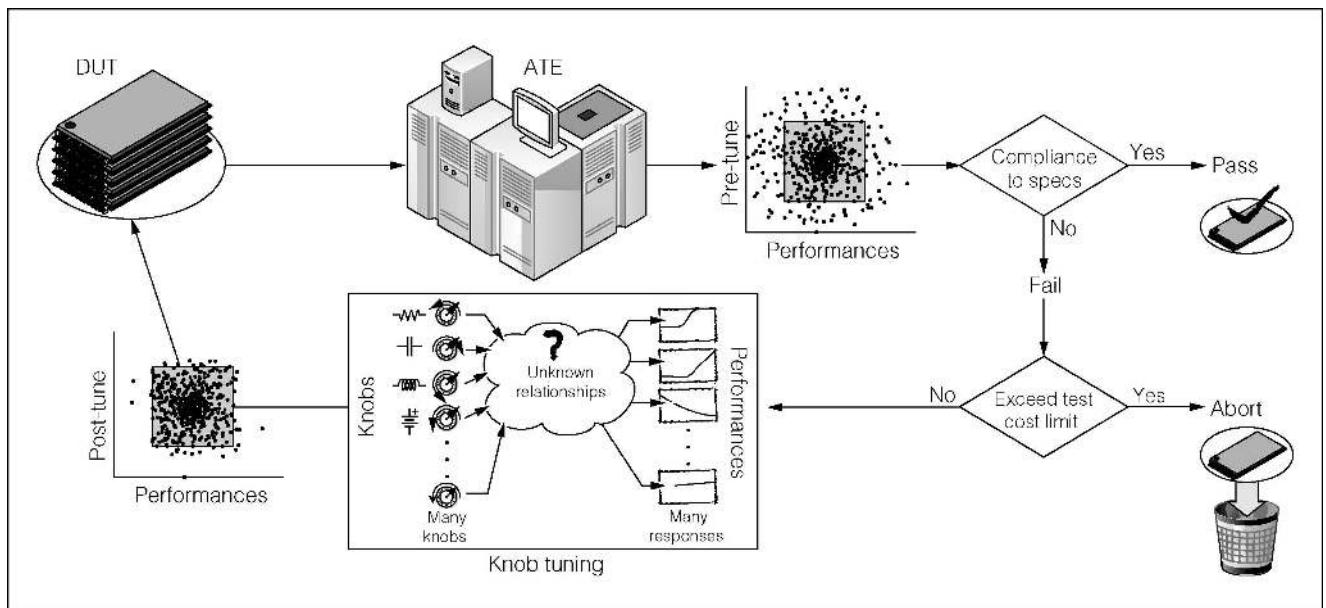 DUT
ATE
Pre-tune
Performances
Compliance
to specs
Yes
Pass
No
Fail
Exceed test
cost limit
Yes
Abort
No
Knobs
?
Unknown
relationships
Performances
Many
knobs
Many
responses
Knob tuning
Post-tune
Performances